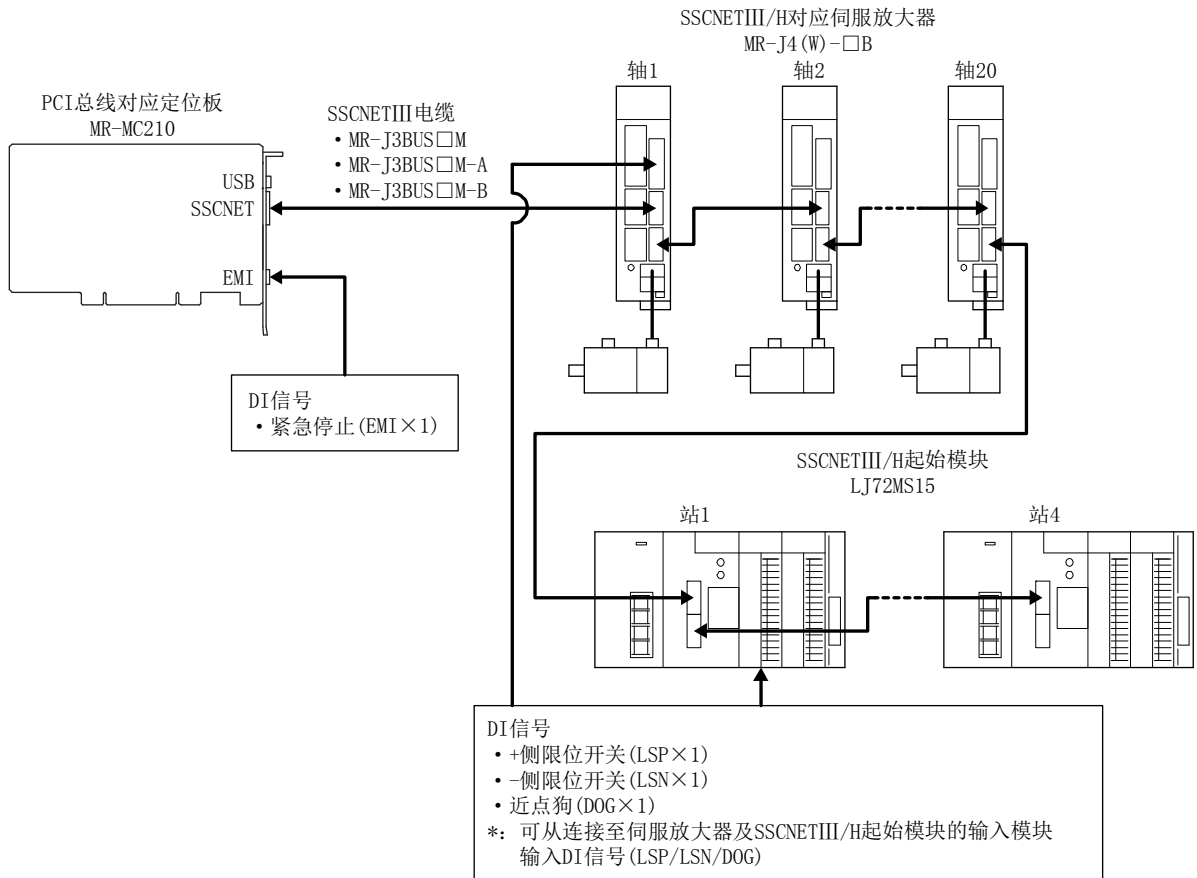 SSCNETⅢ/H对应伺服放大器
MR-J4(W)-□B
轴1
轴2
轴20
PCI总线对应定位板
MR-MC210
SSCNETⅢ电缆
・MR-J3BUS□M
・MR-J3BUS□M-A
・MR-J3BUS□M-B
USB
SSCNET
EMI
DI信号
・紧急停止(EMI×1)
SSCNETⅢ/H起始模块
LJ72MS15
站1
站4
DI信号
・+侧限位开关(LSP×1)
・-侧限位开关(LSN×1)
・近点狗(DOG×1)
*: 可从连接至伺服放大器及SSCNETⅢ/H起始模块的输入模块
输入DI信号(LSP/LSN/DOG)